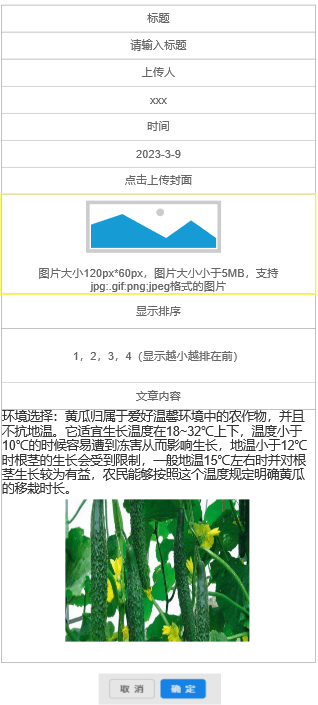 标题
请输入标题
上传人
xxx
时间
2023-3-9
点击上传封面
图片大小120px*60px，图片大小小于5MB，支持
jpg:.gif:png;jpeg格式的图片
显示排序
1，2，3，4（显示越小越排在前）
文章内容
环境选择：黄瓜归属于爱好温馨环境中的农作物，并且
不抗地温。它适宜生长温度在18~32℃上下，温度小于
10℃的时候容易遭到冻害从而影响生长，地温小于12℃
时根茎的生长会受到限制，一般地温15℃左右时并对根
茎生长较为有益，农民能够按照这个温度规定明确黄瓜
的移栽时长。
取 消
确 定